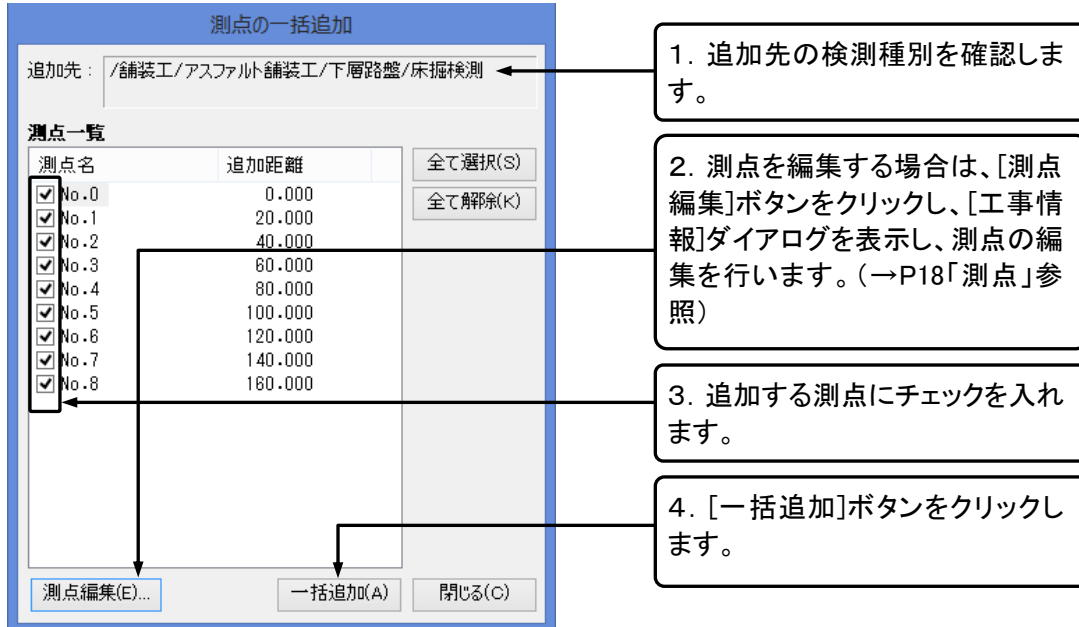 測点の一括追加
追加先： /舗装工/アスファルト舗装工/下層路盤/床掘検測
測点一覧
測点名 追加距離
No.0 0.000
No.1 20.000
No.2 40.000
No.3 60.000
No.4 80.000
No.5 100.000
No.6 120.000
No.7 140.000
No.8 160.000
全て選択(S)
全て解除(K)
測点編集(E)...
一括追加(A)
閉じる(C)
1．追加先の検測種別を確認しま
す。
2．測点を編集する場合は、[測点
編集]ボタンをクリックし、[工事情
報]ダイアログを表示し、測点の編
集を行います。（→P18「測点」参
照）
3．追加する測点にチェックを入れ
ます。
4．[一括追加]ボタンをクリックし
ます。